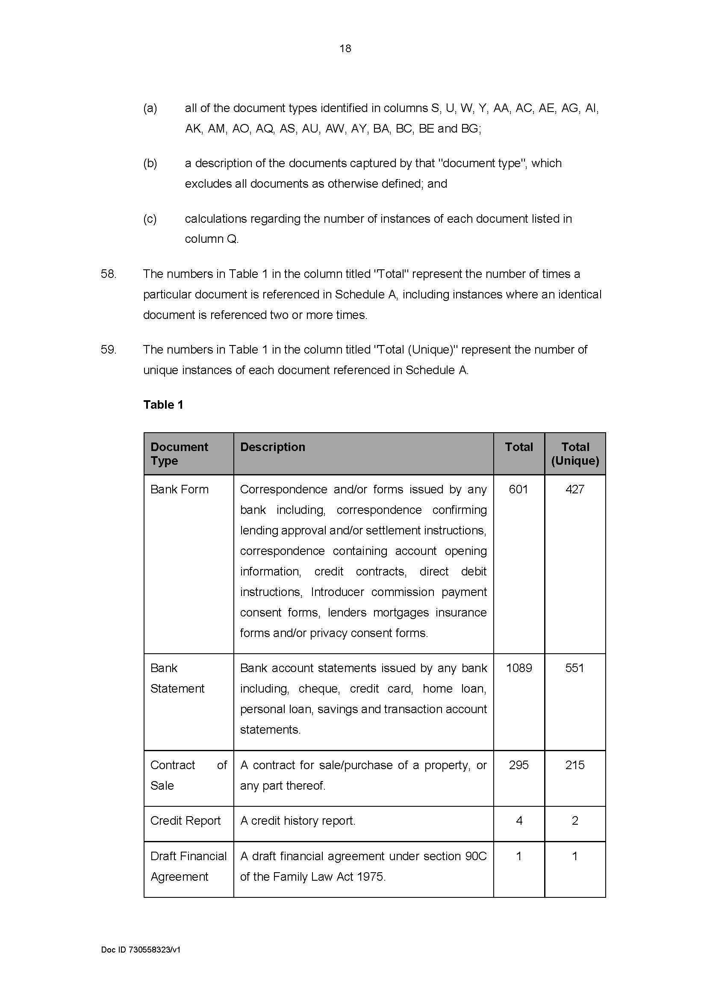 18
(a) all of the document types identified in columns S, U, W, Y, AA, AC, AE, AG, AI,
AK, AM, AO, AQ, AS, AU, AW, AY, BA, BC, BE and BG;
(b) a description of the documents captured by that "document type", which
excludes all documents as otherwise defined; and
(c) calculations regarding the number of instances of each document listed in
column Q.
58. The numbers in Table 1 in the column titled "Total" represent the number of times a
particular document is referenced in Schedule A, including instances where an identical
document is referenced two or more times.
59. The numbers in Table 1 in the column titled "Total (Unique)" represent the number of
unique instances of each document referenced in Schedule A.
Table 1
Document Description Total Total
Type (Unique)
Bank Form Correspondence and/or forms issued by any 601 427
bank including, correspondence confirming
lending approval and/or settlement instructions,
correspondence containing account opening
information, credit contracts, direct debit
instructions, Introducer commission payment
consent forms, lenders mortgages insurance
forms and/or privacy consent forms.
Bank Bank account statements issued by any bank 1089 551
Statement including, cheque, credit card, home loan,
personal loan, savings and transaction account
statements.
Contract of A contract for sale/purchase of a property, or 295 215
Sale any part thereof.
Credit Report A credit history report. 4 2
Draft Financial A draft financial agreement under section 90C 1 1
Agreement of the Family Law Act 1975.
Doc ID 730558323/v1